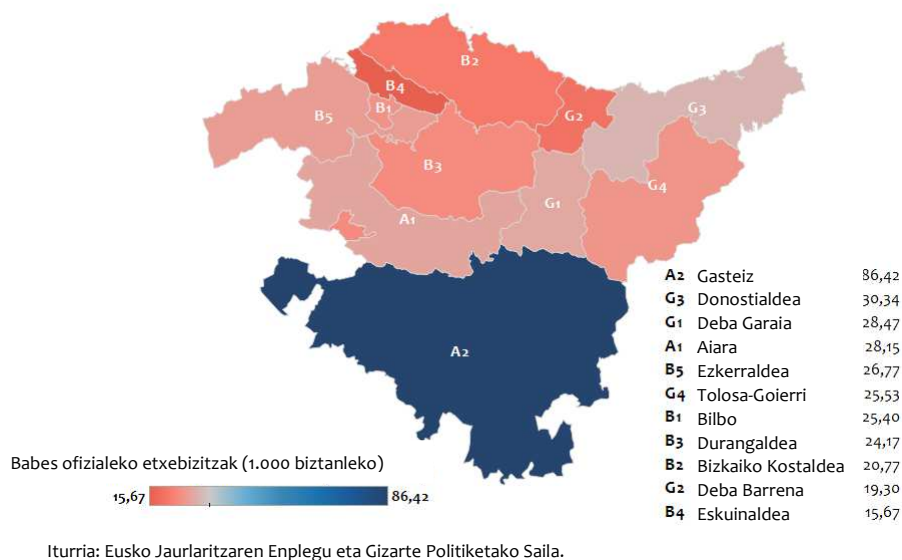 B2
B4
B1
B5
G2
G3
B3
G4
G1
A1
A2
A2 Gasteiz 86,42
G3 Donostialdea 30,34
G1 Deba Garaia 28,47
A1 Aiara 28,15
B5 Ezkerraldea 26,77
G4 Tolosa-Goierri 25,53
B1 Bilbo 25,40
B3 Durangaldea 24,17
B2 Bizkaiko Kostaldea 20,77
G2 Deba Barrena 19,30
B4 Eskuinaldea 15,67
Babes ofizialeko etxebizitzak (1.000 biztanleko)
15,67 86,42
Iturria: Eusko Jaurlaritzaren Enplegu eta Gizarte Politiketako Saila.